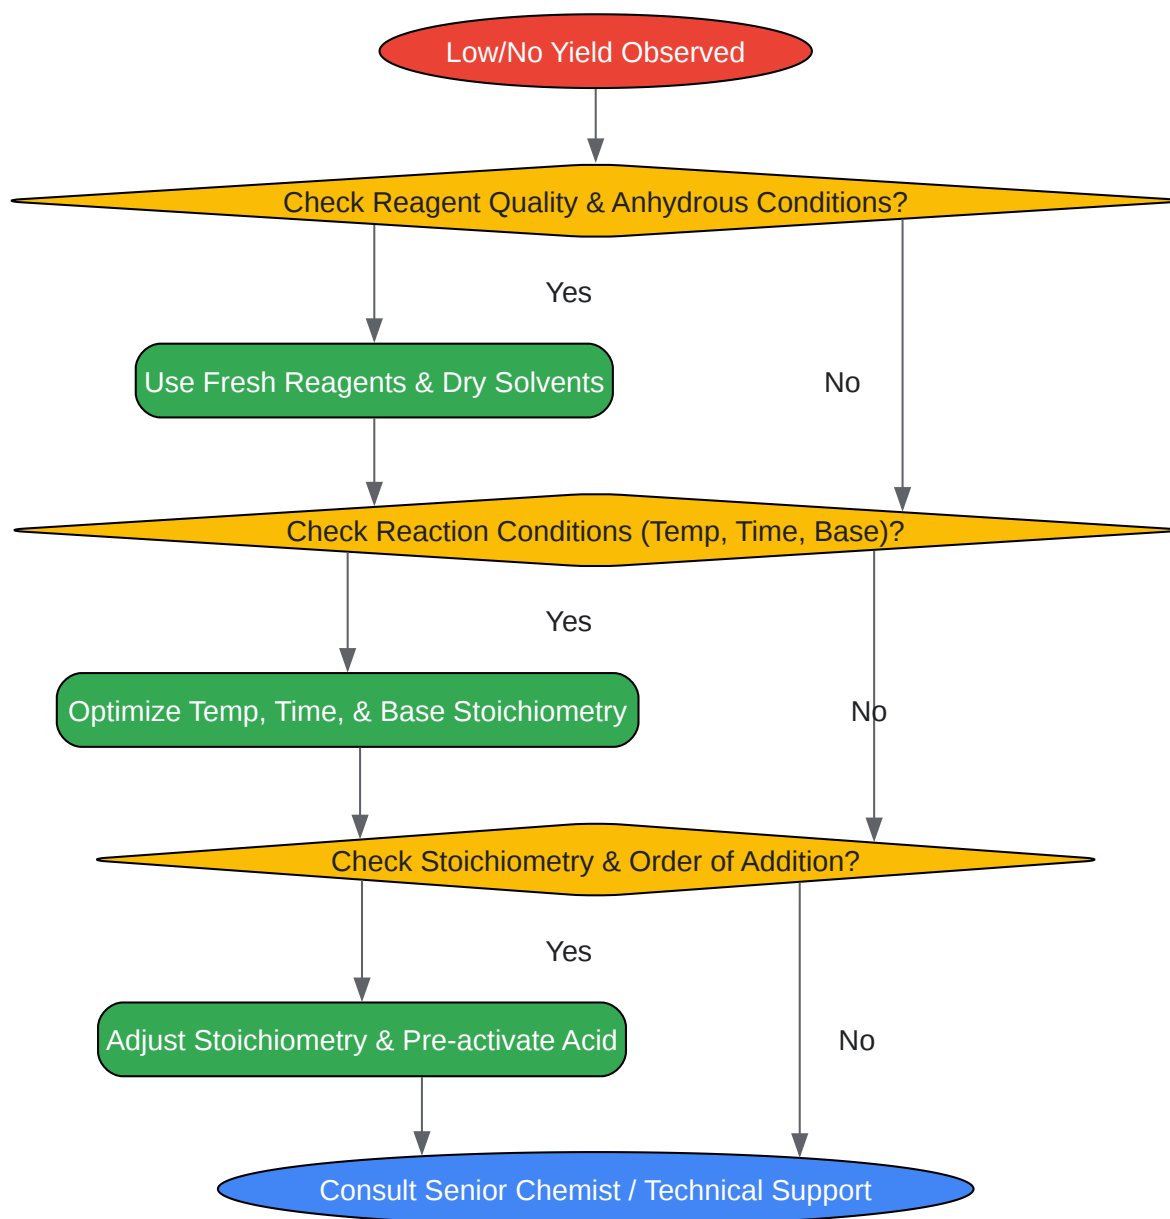 Low/No Yield Observed
Check Reagent Quality & Anhydrous Conditions?
Yes
Use Fresh Reagents & Dry Solvents
No
Check Reaction Conditions (Temp, Time, Base)?
Yes
Optimize Temp, Time, & Base Stoichiometry
No
Check Stoichiometry & Order of Addition?
Yes
Adjust Stoichiometry & Pre-activate Acid
No
Consult Senior Chemist / Technical Support